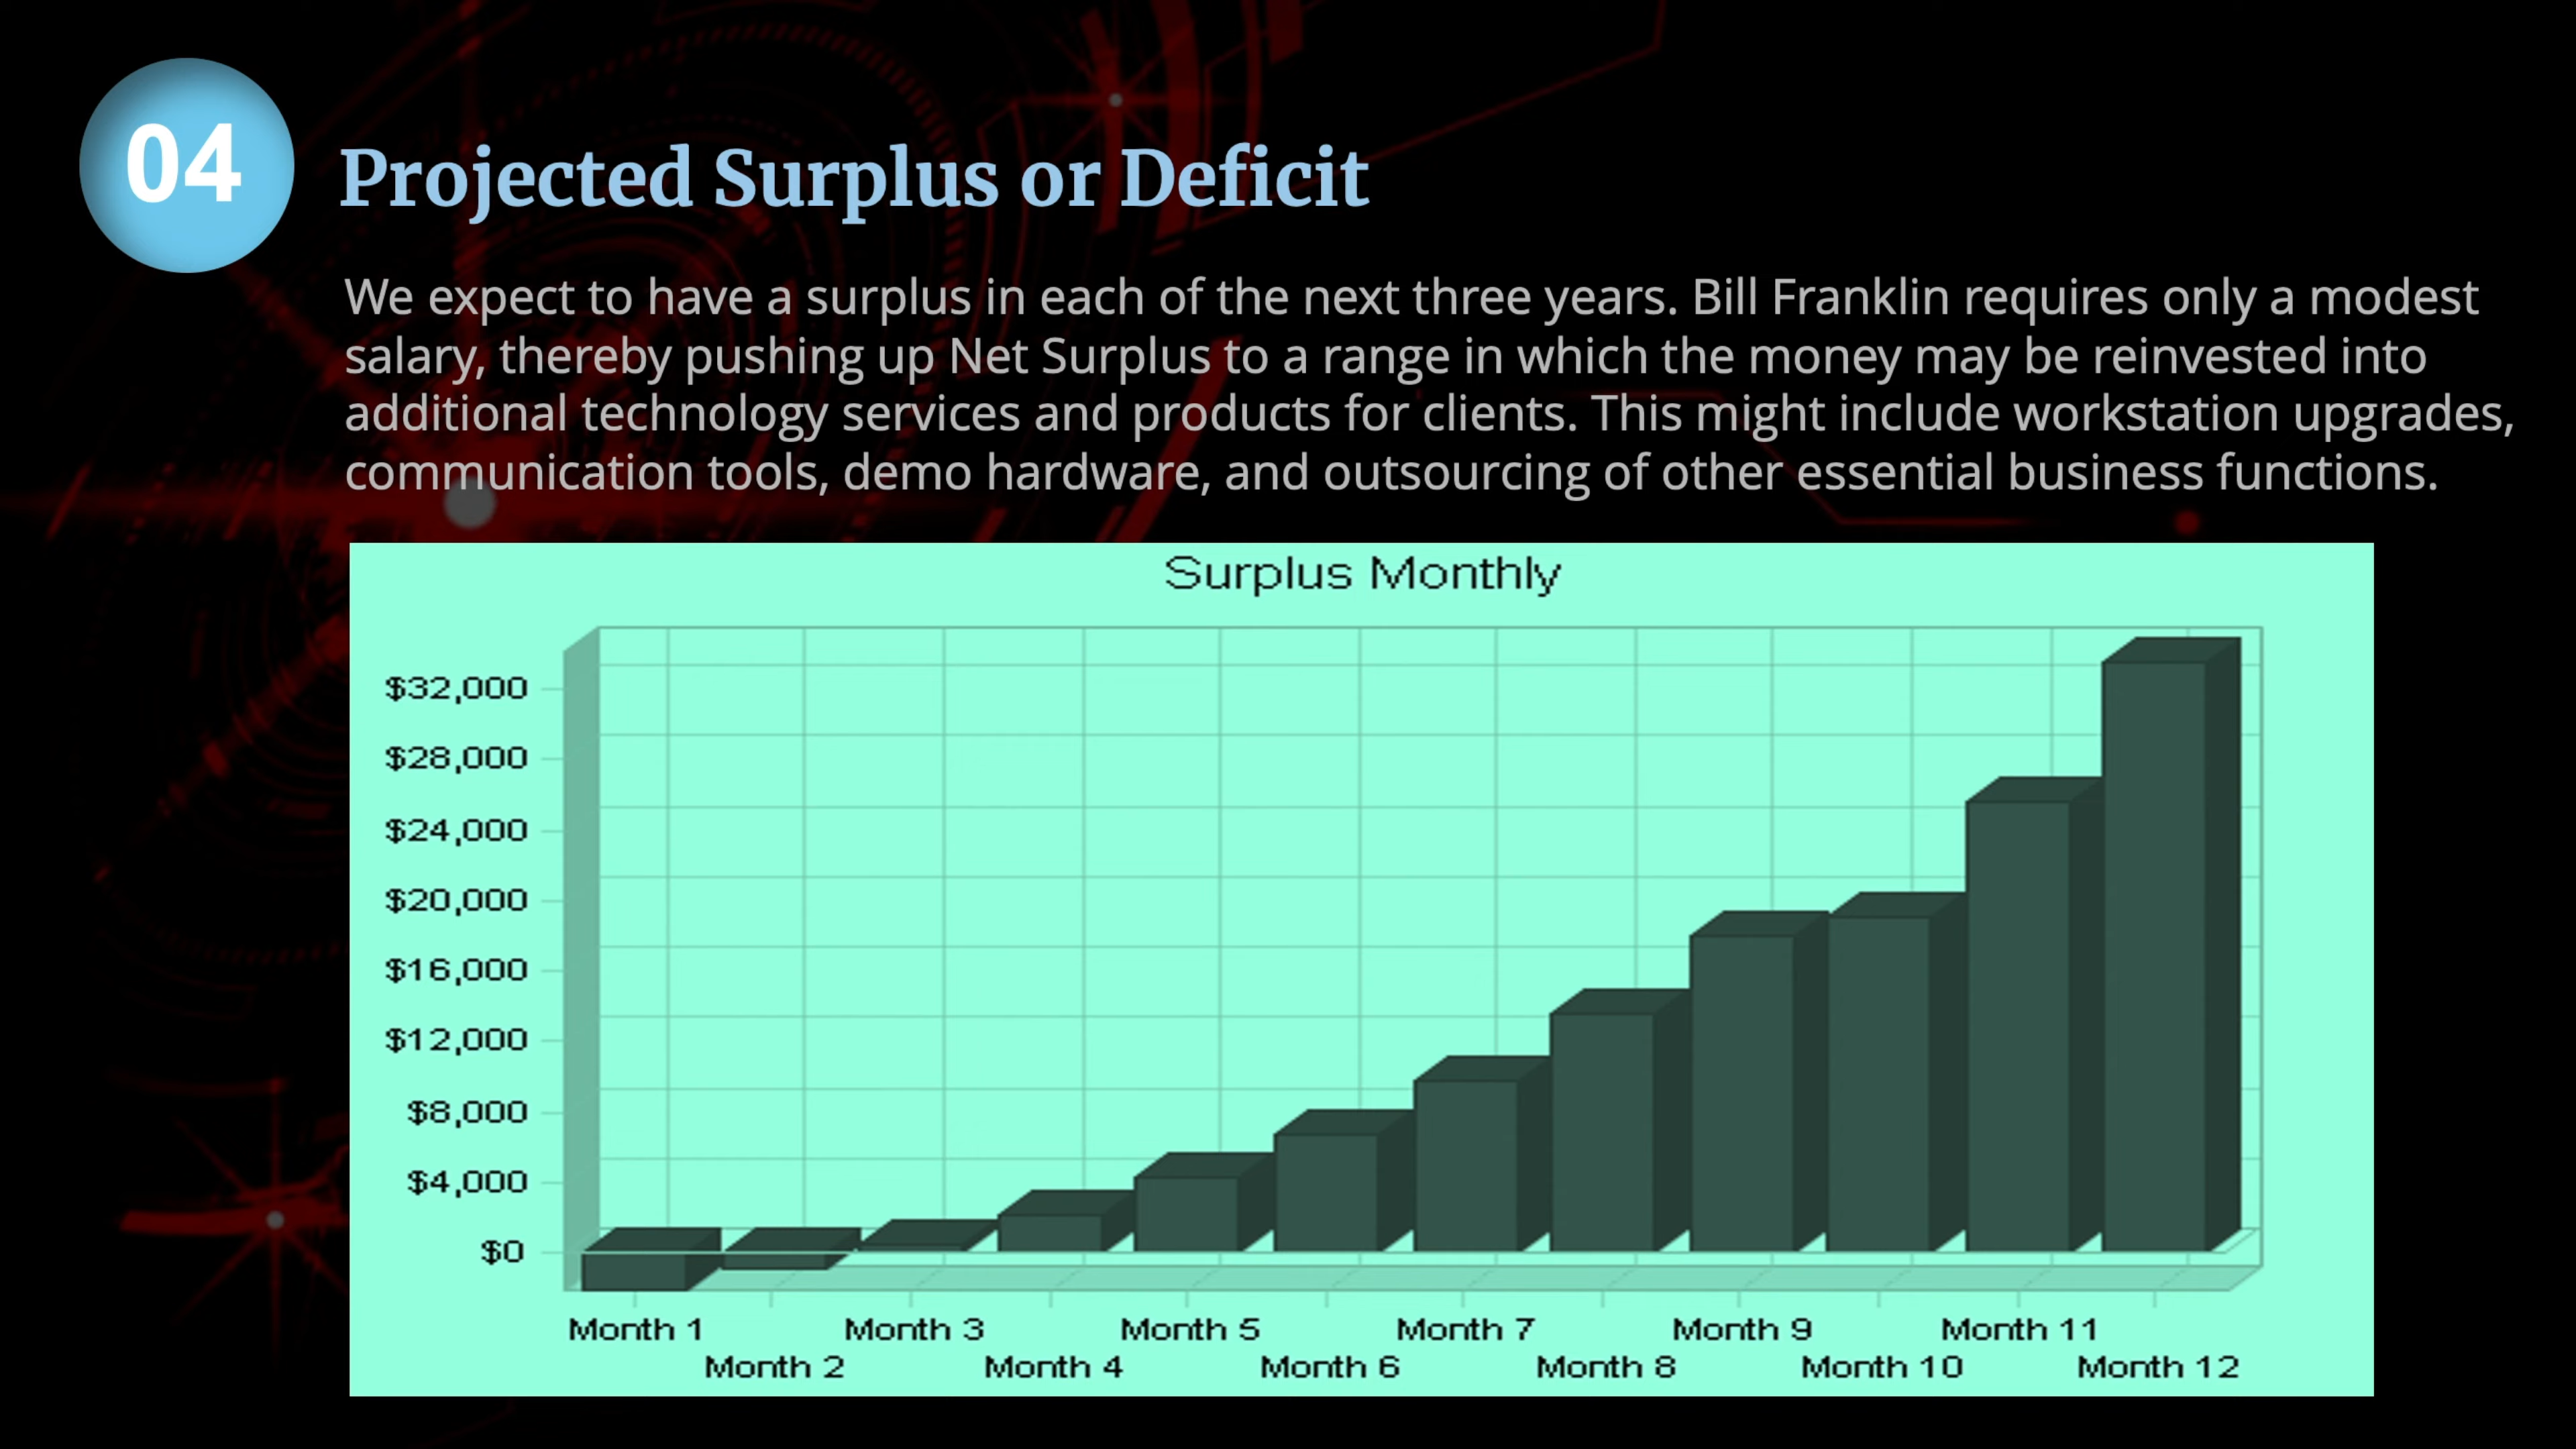 04
Projected Surplus or Deficit
We expect to have a surplus in each of the next three years. Bill Franklin requires only a modest
salary, thereby pushing up Net Surplus to a range in which the money may be reinvested into
additional technology services and products for clients. This might include workstation upgrades,
communication tools, demo hardware, and outsourcing of other essential business functions.
Surplus Monthly
$32,000
$28,000
$24,000
$20,000
$16,000
$12,000
$8,000
$4,000
$0
Month 1 Month 3 Month 5 Month 7 Month 9 Month 11
Month 2 Month 4 Month 6 Month 8 Month 10 Month 12